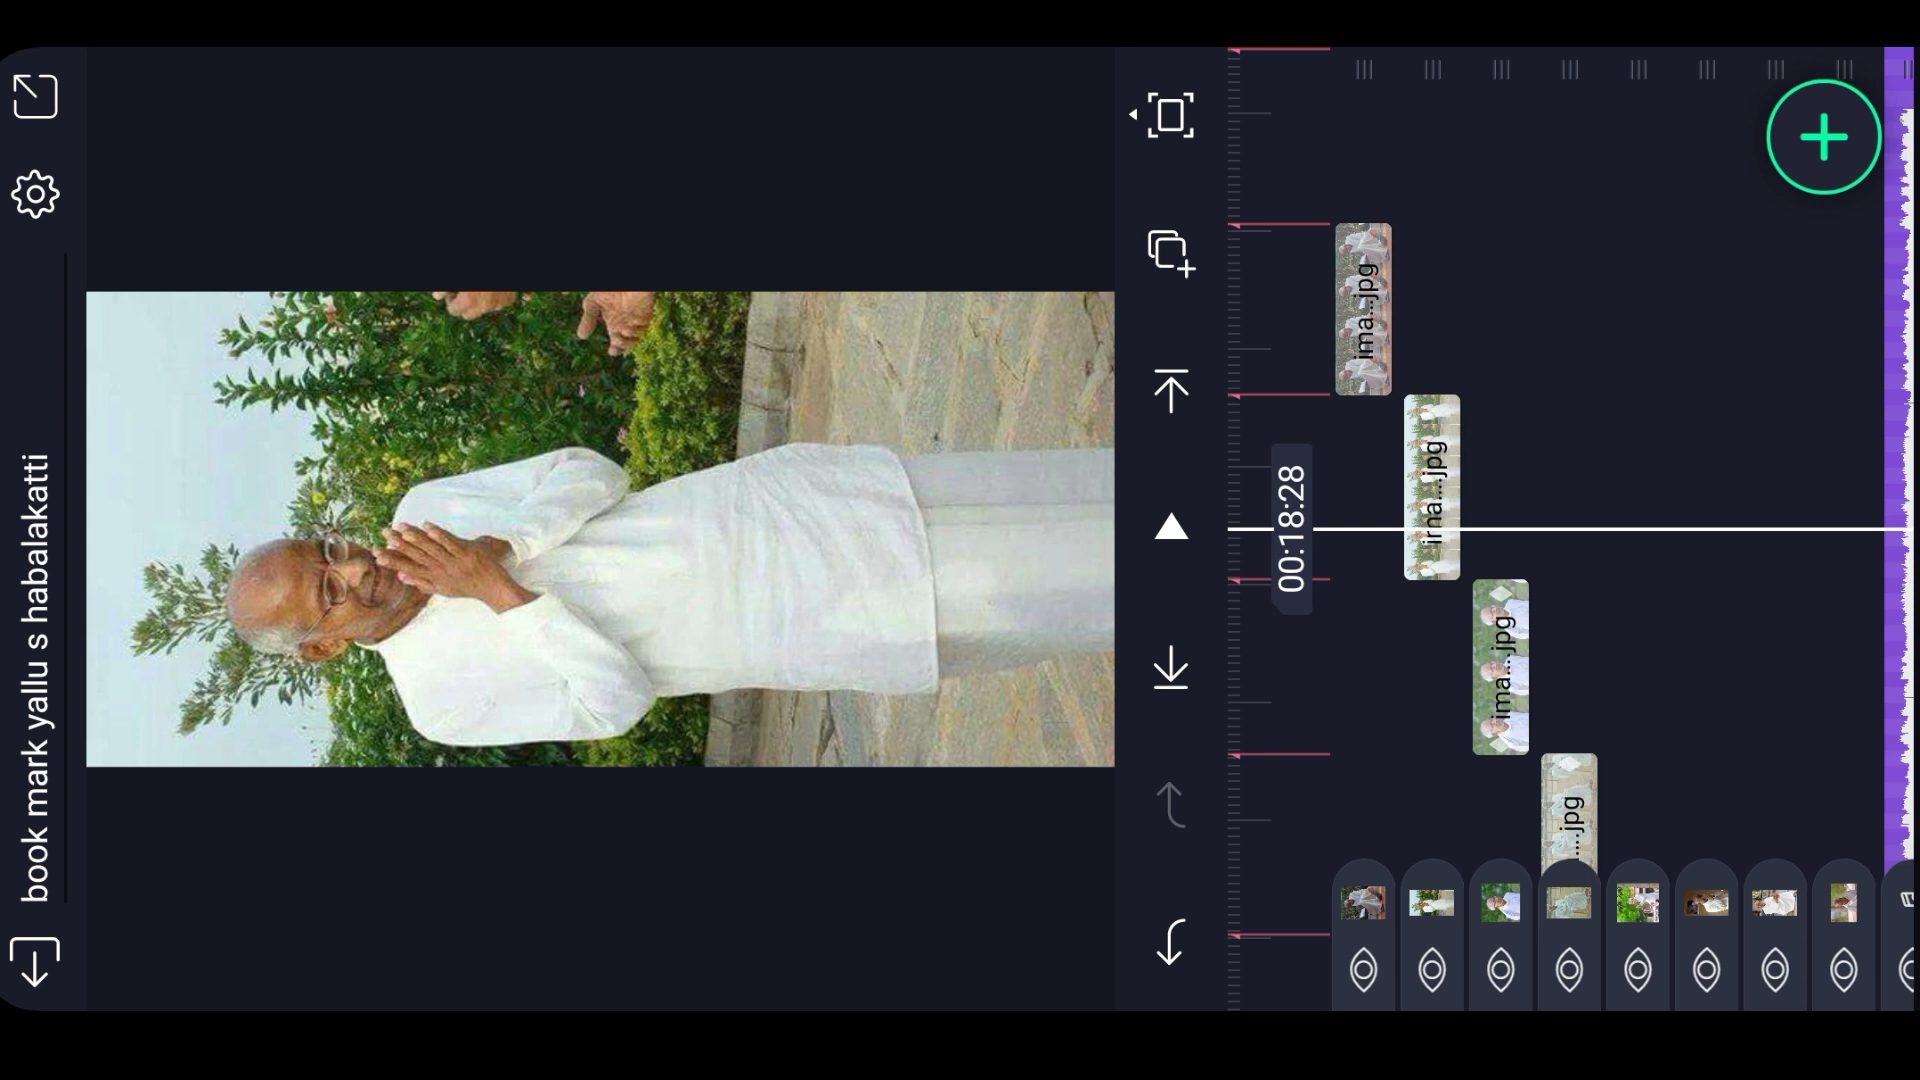 book mark yallu s habalakatti
00:18:28
ima...jpg
ima...jpg
ima...jpg
....jpg